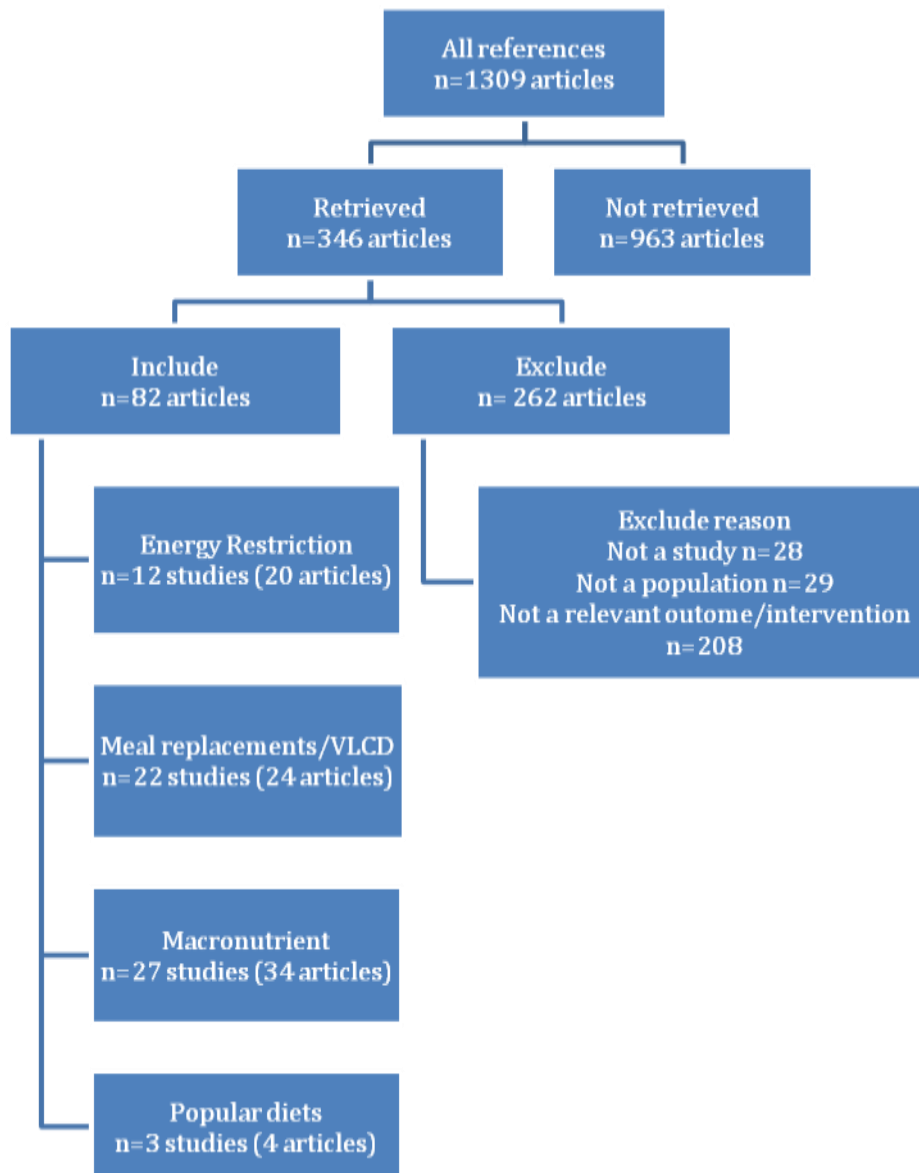 All references
n=1309 articles
Retrieved
n=346 articles
Not retrieved
n=963 articles
Include
n=82 articles
Exclude
n= 262 articles
Energy Restriction
n=12 studies (20 articles)
Exclude reason
Not a study n=28
Not a population n=29
Not a relevant outome/intervention
n=208
Meal replacements/VLCD
n=22 studies (24 articles)
Macronutrient
n=27 studies (34 articles)
Popular diets
n=3 studies (4 articles)